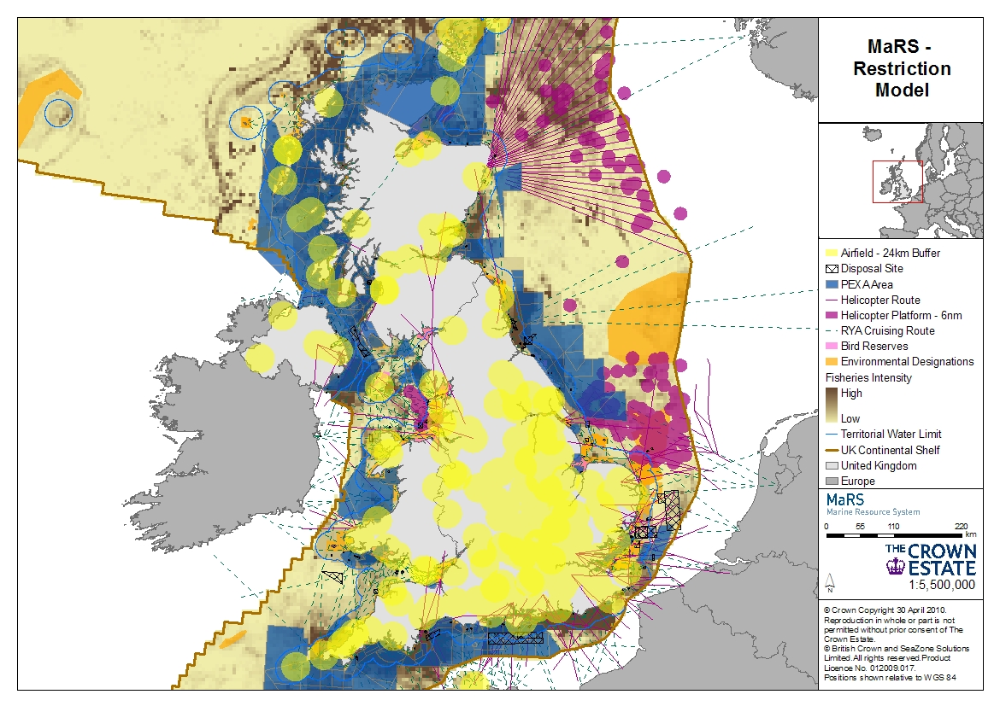 MaRS -
Restriction
Model
Airfield - 24km Buffer
Disposal Site
PEXA Area
Helicopter Route
Helicopter Platform - 6nm
RYA Cruising Route
Bird Reserves
Environmental Designations
Fisheries Intensity
High
Low
Territorial Water Limit
UK Continental Shelf
United Kingdom
Europe
MaRS
Marine Resource System
0 55 110 220
km
THE CROWN
ESTATE
N
1:5,500,000
© Crown Copyright 30 April 2010.
Reproduction in whole or part is not
permitted without prior consent of The
Crown Estate.
© British Crown and SeaZone Solutions
Limited. All rights reserved.Product
Licence No. 012009.017.
Positions shown relative to WGS 84